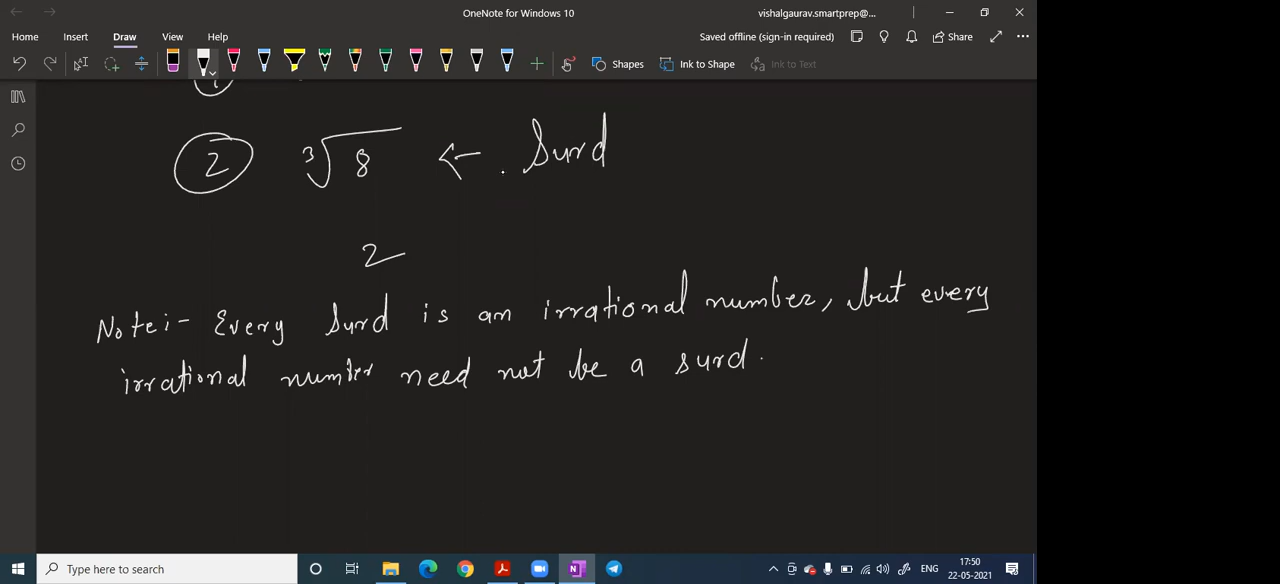 OneNote for Windows 10
vishalgaurav.smartprep@...
Home Insert Draw View Help
Saved offline (sign-in required)
Share
Shapes
Ink to Shape
Ink to Text
2 ∛8 ← Surd
2
Note:- Every Surd is an irrational number, but every
irrational number need not be a surd.
Type here to search
ENG
17:50
22-05-2021